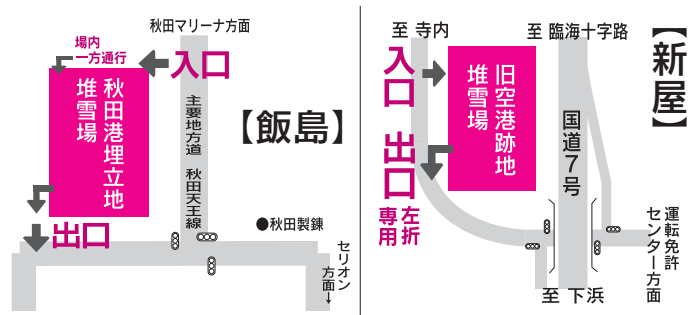 秋田マリーナ方面
場内
一方通行
入口
秋田港埋立地
堆雪場
主要地方道 秋田天王線
【飯島】
出口
●秋田製錬
セリオン
方面→
至 寺内
至 臨海十字路
【新屋】
入口
旧空港跡地
堆雪場
出口
左折
専用
国道7号
運転免許
センター方面
至 下浜